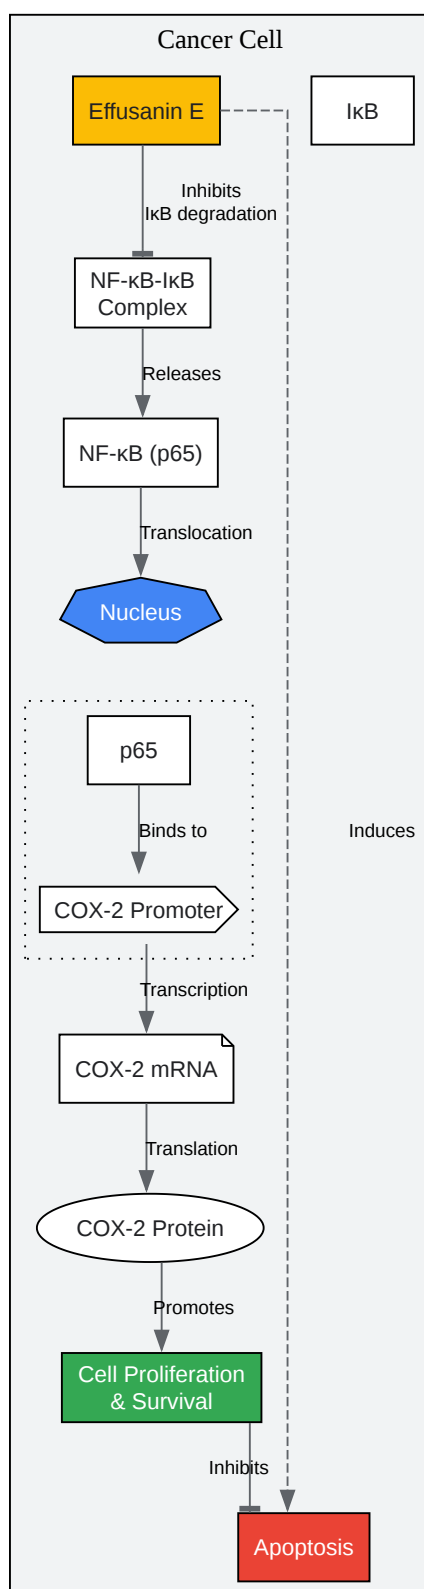 Cancer Cell
Effusanin E
IκB
Inhibits
IκB degradation
NF-κB-IκB
Complex
Releases
NF-κB (p65)
Translocation
Nucleus
p65
Binds to
Induces
COX-2 Promoter
Transcription
COX-2 mRNA
Translation
COX-2 Protein
Promotes
Cell Proliferation
& Survival
Inhibits
Apoptosis